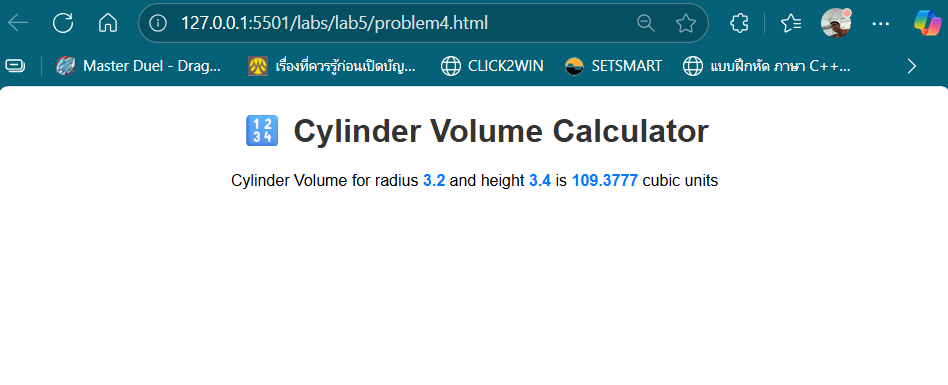 127.0.0.1:5501/labs/lab5/problem4.html
Master Duel - Drag... เรื่องที่ควรรู้ก่อนเปิดบัญ... CLICK2WIN SETSMART แบบฝึกหัด ภาษา C++...
🔢 Cylinder Volume Calculator
Cylinder Volume for radius 3.2 and height 3.4 is 109.3777 cubic units